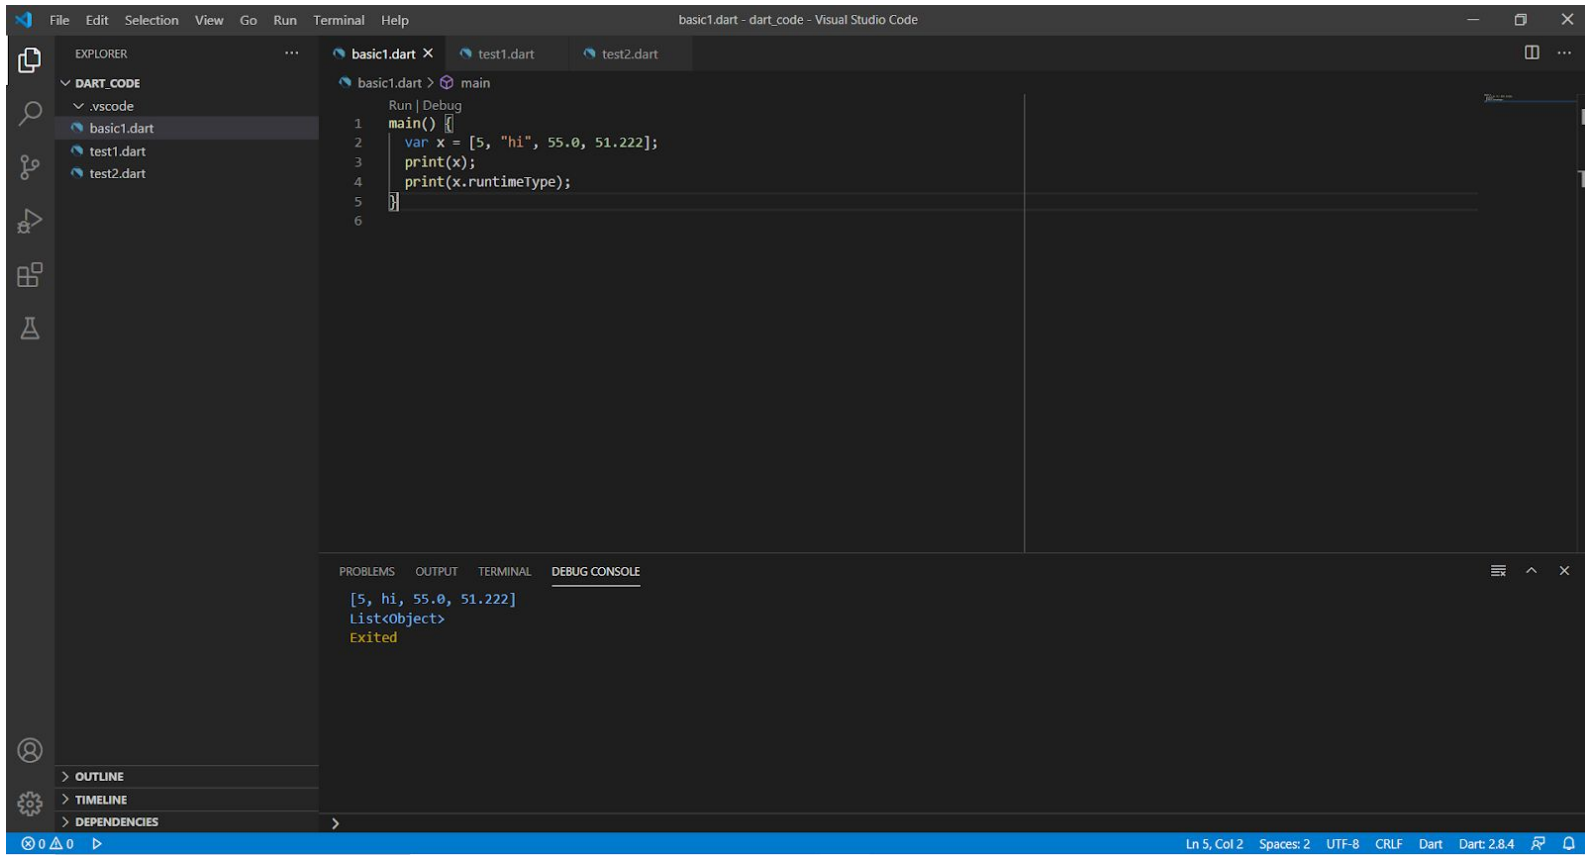 File Edit Selection View Go Run Terminal Help
basic1.dart - dart_code - Visual Studio Code
EXPLORER
DART_CODE
.vscode
basic1.dart
test1.dart
test2.dart
OUTLINE
TIMELINE
DEPENDENCIES
basic1.dart test1.dart test2.dart
basic1.dart > main
Run | Debug
1 main() {
2 var x = [5, "hi", 55.0, 51.222];
3 print(x);
4 print(x.runtimeType);
5 }
6
PROBLEMS OUTPUT TERMINAL DEBUG CONSOLE
[5, hi, 55.0, 51.222]
List<Object>
Exited
>
0 0 Ln 5, Col 2 Spaces: 2 UTF-8 CRLF Dart Dart: 2.8.4